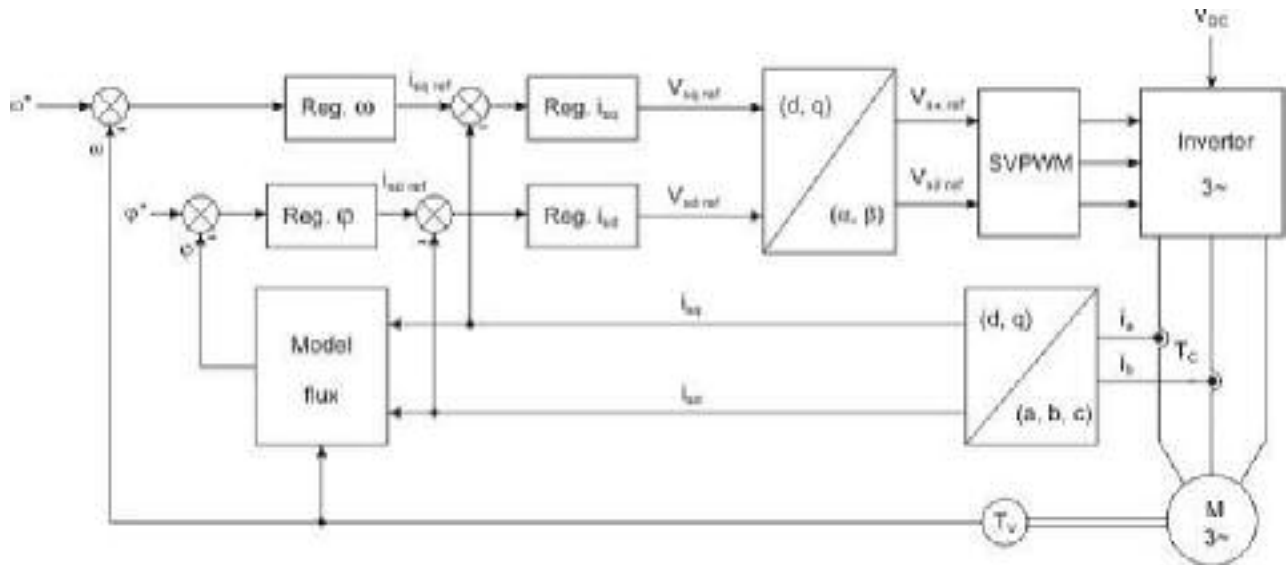 V_DC
ω*
-
ω
Reg. ω
i_sq ref
-
Reg. i_sq
V_sq ref
(d, q)
(α, β)
V_sα ref
V_sβ ref
SVPWM
Invertor
3~
φ*
-
φ
Reg. φ
i_sd ref
-
Reg. i_sd
V_sd ref
Model
flux
i_sq
i_sd
(d, q)
(a, b, c)
i_a
i_b
T_C
T_V
M
3~